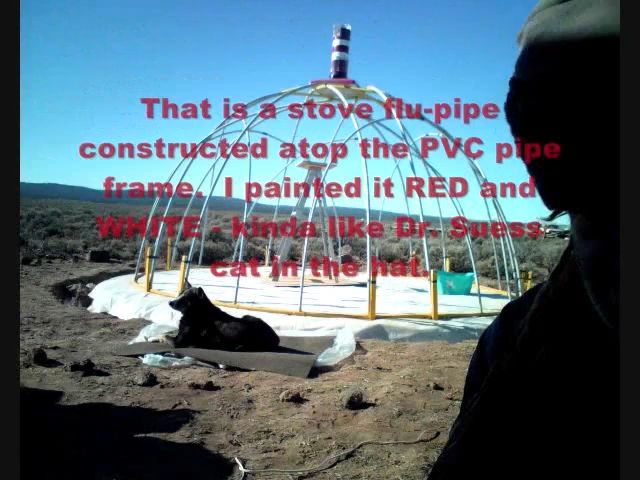 That is a stove flu-pipe
constructed atop the PVC pipe
frame.  I painted it RED and
WHITE - kinda like Dr. Suess
cat in the hat.